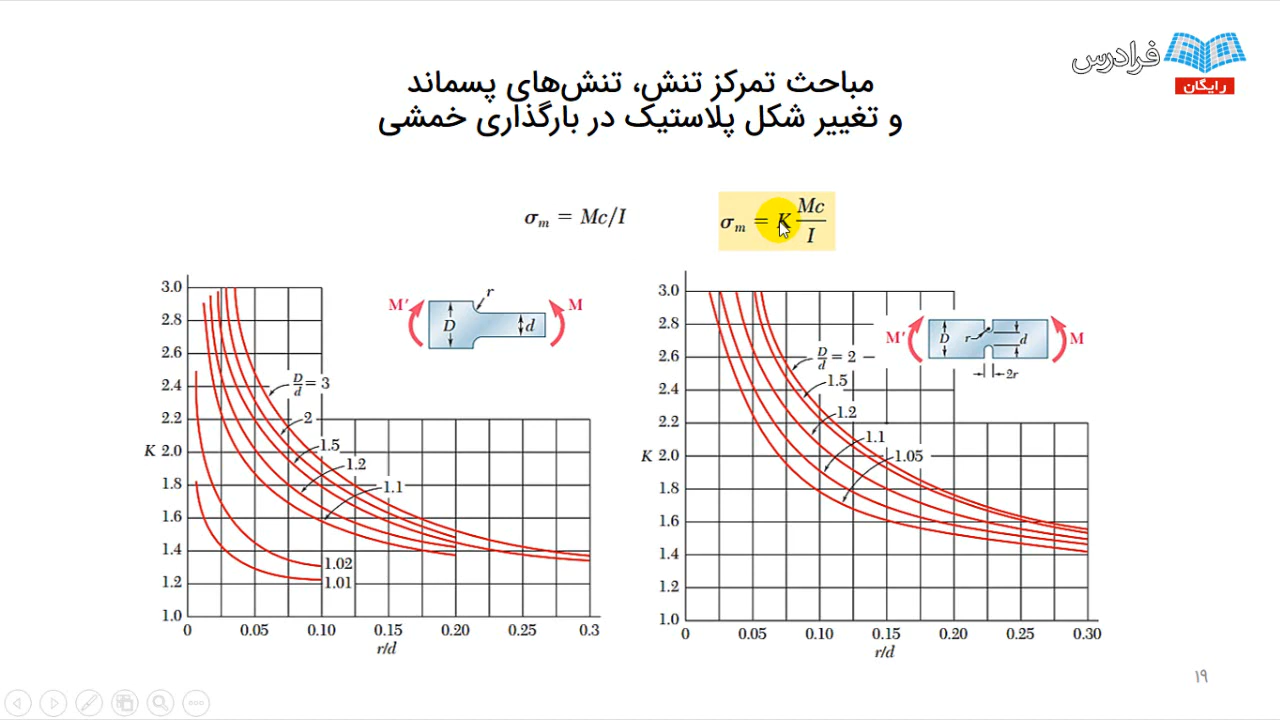 فرادرس
رایگان
مباحث تمرکز تنش، تنش‌های پسماند
و تغییر شکل پلاستیک در بارگذاری خمشی
σm = Mc/I
σm = K Mc/I
3.0
2.8
2.6
2.4
2.2
K 2.0
1.8
1.6
1.4
1.2
1.0
0 0.05 0.10 0.15 0.20 0.25 0.3
r/d
D/d = 3
2
1.5
1.2
1.1
1.02
1.01
M′ D r d M
3.0
2.8
2.6
2.4
2.2
K 2.0
1.8
1.6
1.4
1.2
1.0
0 0.05 0.10 0.15 0.20 0.25 0.30
r/d
D/d = 2
1.5
1.2
1.1
1.05
M′ D r d M
2r
۱۹